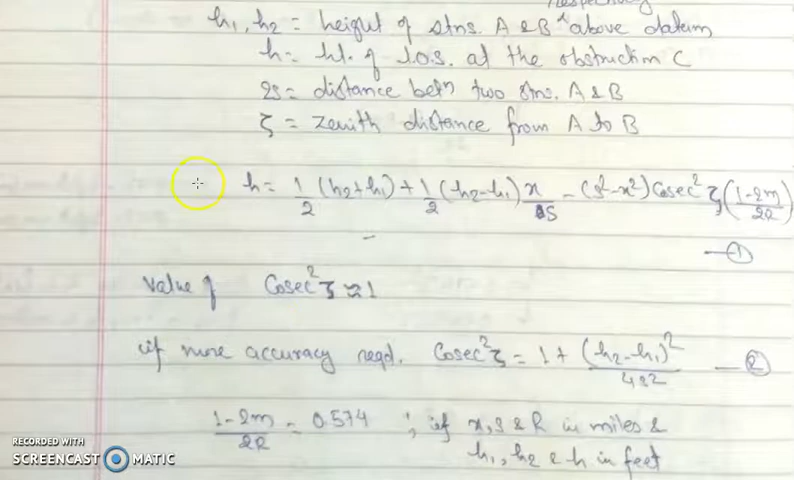 respectively
h₁, h₂ = height of stns. A & B above datum
h = ht. of l.o.s. at the obstruction C
2s = distance betn two stns. A & B
ζ = zenith distance from A to B
h = 1/2 (h₂+h₁) + 1/2 (h₂-h₁) x/s - (s²-x²) Cosec² ζ (1-2m/2R)
—①
value of Cosec² ζ ≈ 1
if more accuracy reqd. Cosec² ζ = 1 + (h₂-h₁)²/4s² —②
1-2m/2R = 0.574 ; if x, s & R in miles &
h₁, h₂ & h in feet
RECORDED WITH
SCREENCAST MATIC